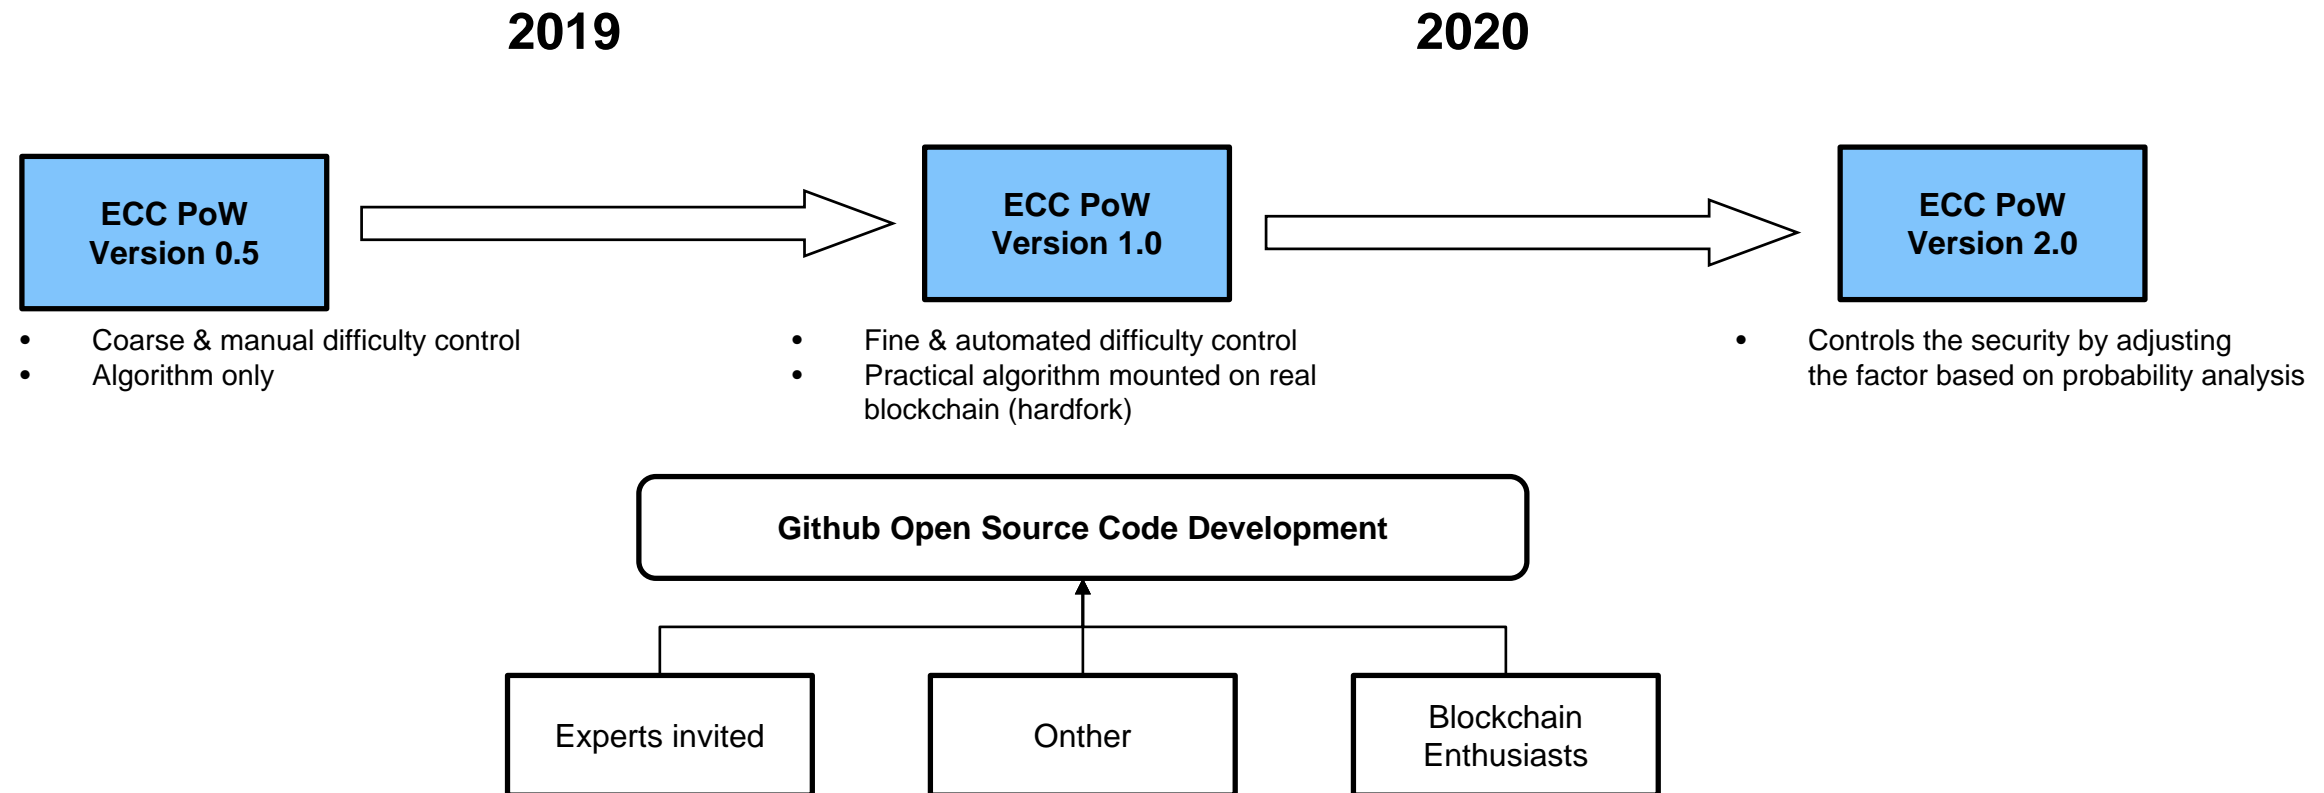 2019
2020
ECC PoW
Version 0.5
ECC PoW
Version 1.0
ECC PoW
Version 2.0
• Coarse & manual difficulty control
• Algorithm only
• Fine & automated difficulty control
• Practical algorithm mounted on real
blockchain (hardfork)
• Controls the security by adjusting
the factor based on probability analysis
Github Open Source Code Development
Experts invited
Onther
Blockchain
Enthusiasts